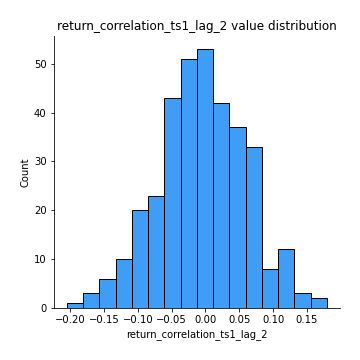 return_correlation_ts1_lag_2 value distribution
50
40
30
20
10
0
Count
−0.20 −0.15 −0.10 −0.05 0.00 0.05 0.10 0.15
return_correlation_ts1_lag_2